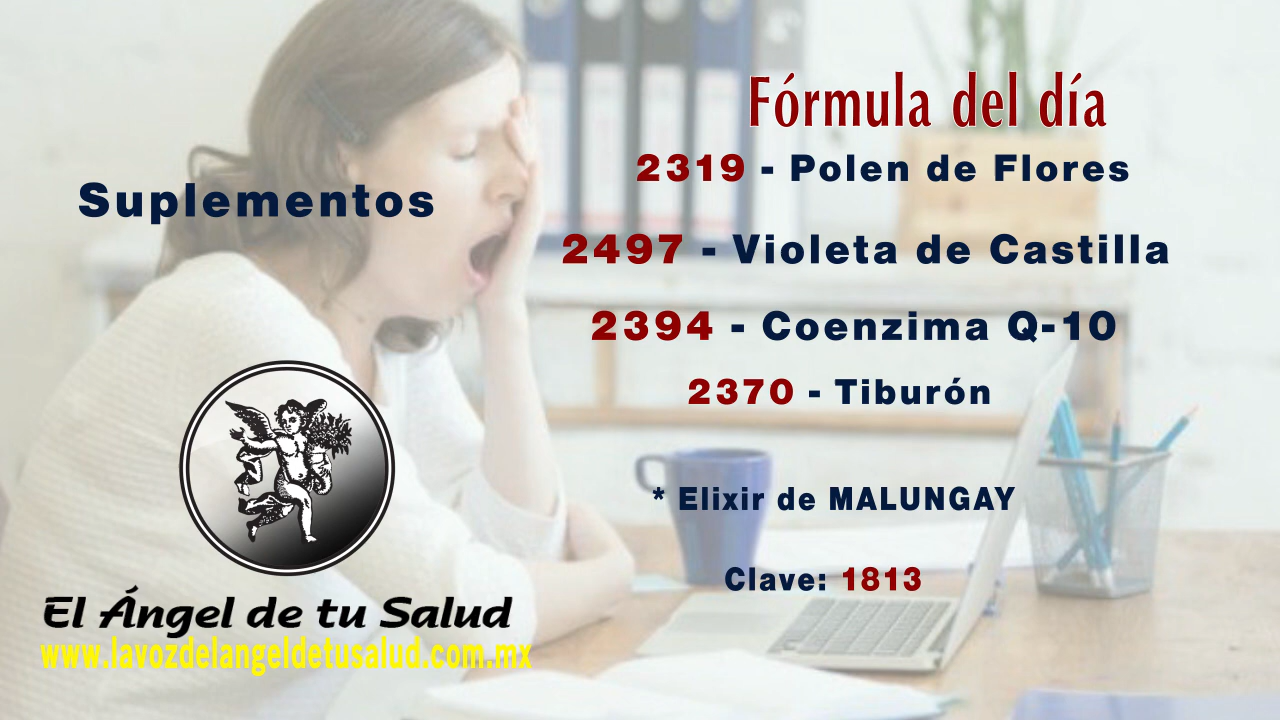 Fórmula del día
2319 - Polen de Flores
Suplementos
2497 - Violeta de Castilla
2394 - Coenzima Q-10
2370 - Tiburón
* Elixir de MALUNGAY
Clave: 1813
El Ángel de tu Salud
www.lavozdelangeldetusalud.com.mx